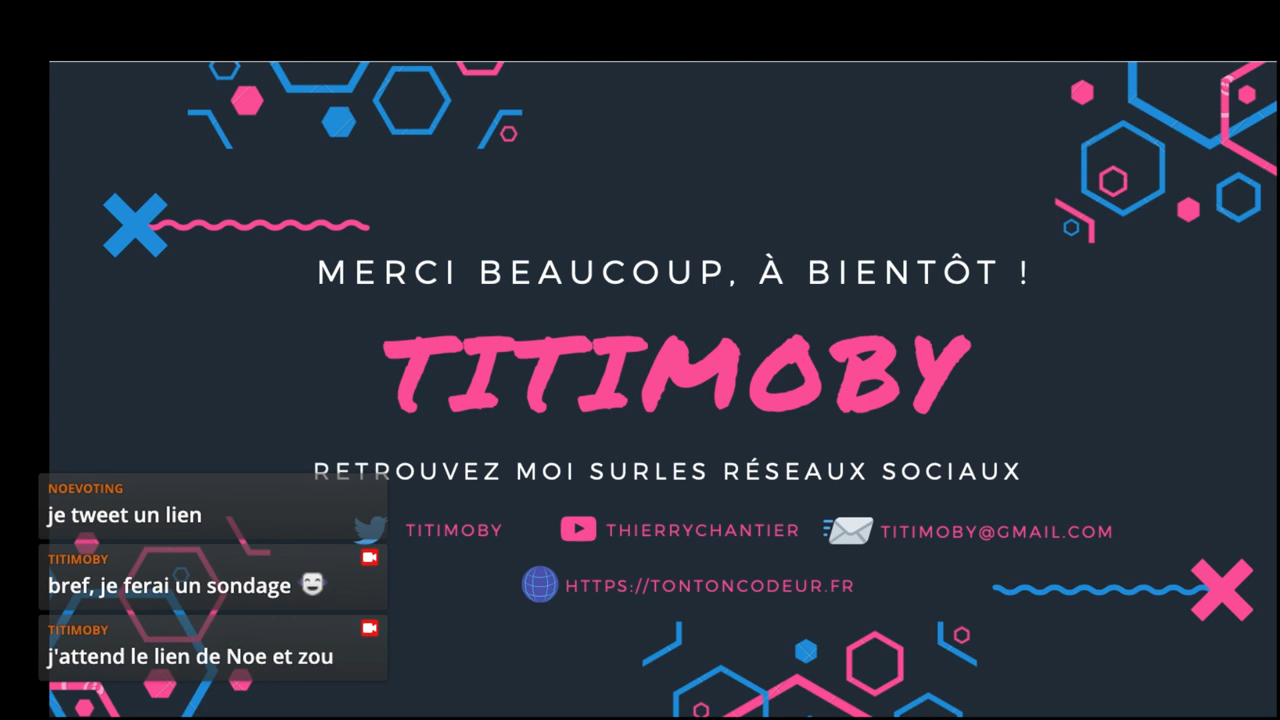 MERCI BEAUCOUP, À BIENTÔT !
TITIMOBY
RETROUVEZ MOI SURLES RÉSEAUX SOCIAUX
TITIMOBY THIERRYCHANTIER TITIMOBY@GMAIL.COM
HTTPS://TONTONCODEUR.FR
NOEVOTING
je tweet un lien
TITIMOBY
bref, je ferai un sondage
TITIMOBY
j'attend le lien de Noe et zou